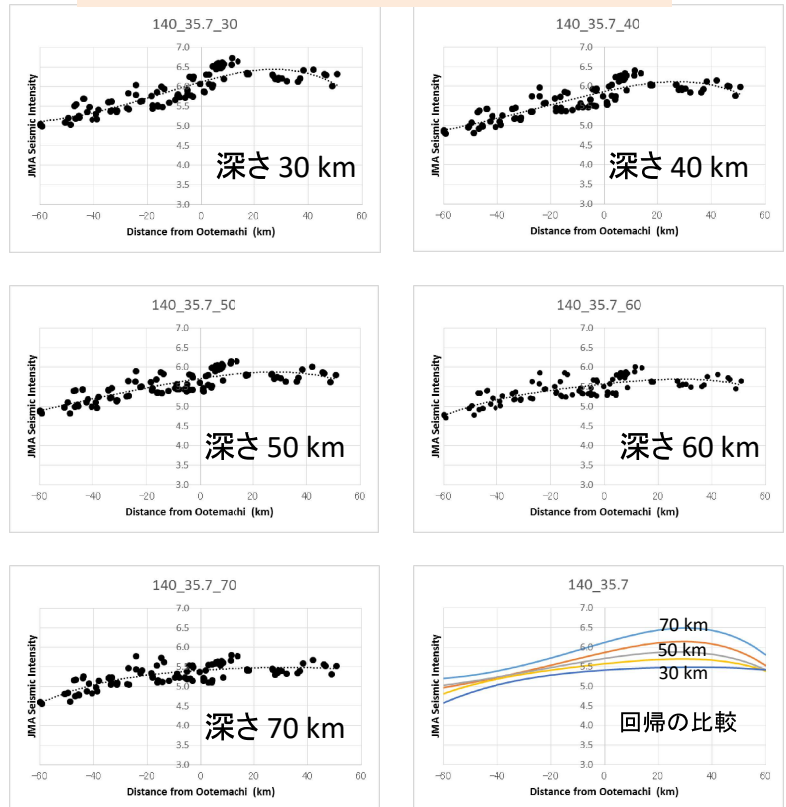 140_35.7_30
7.0
6.5
6.0
5.5
5.0
4.5
4.0
3.5
3.0
JMA Seismic Intensity
深さ 30 km
-60 -40 -20 0 20 40 60
Distance from Ootemachi (km)
140_35.7_40
7.0
6.5
6.0
5.5
5.0
4.5
4.0
3.5
3.0
JMA Seismic Intensity
深さ 40 km
-60 -40 -20 0 20 40 60
Distance from Ootemachi (km)
140_35.7_50
7.0
6.5
6.0
5.5
5.0
4.5
4.0
3.5
3.0
JMA Seismic Intensity
深さ 50 km
-60 -40 -20 0 20 40 60
Distance from Ootemachi (km)
140_35.7_60
7.0
6.5
6.0
5.5
5.0
4.5
4.0
3.5
3.0
JMA Seismic Intensity
深さ 60 km
-60 -40 -20 0 20 40 60
Distance from Ootemachi (km)
140_35.7_70
7.0
6.5
6.0
5.5
5.0
4.5
4.0
3.5
3.0
JMA Seismic Intensity
深さ 70 km
-60 -40 -20 0 20 40 60
Distance from Ootemachi (km)
140_35.7
7.0
6.5
6.0
5.5
5.0
4.5
4.0
3.5
3.0
JMA Seismic Intensity
70 km
50 km
30 km
回帰の比較
-60 -40 -20 0 20 40 60
Distance from Ootemachi (km)